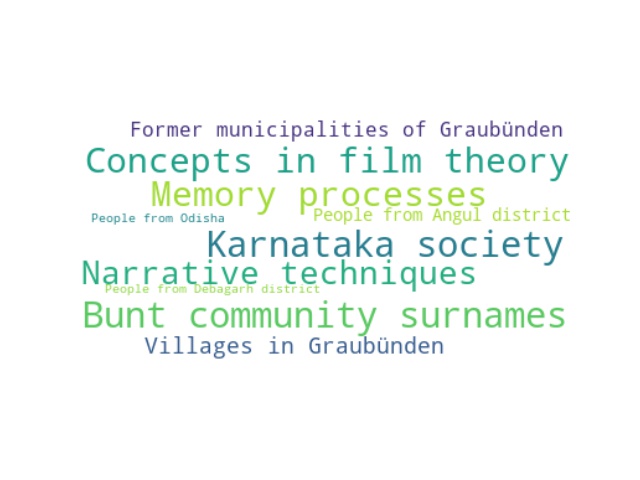 Former municipalities of Graubünden
Concepts in film theory
Memory processes
People from Angul district
People from Odisha
Karnataka society
Narrative techniques
People from Debagarh district
Bunt community surnames
Villages in Graubünden